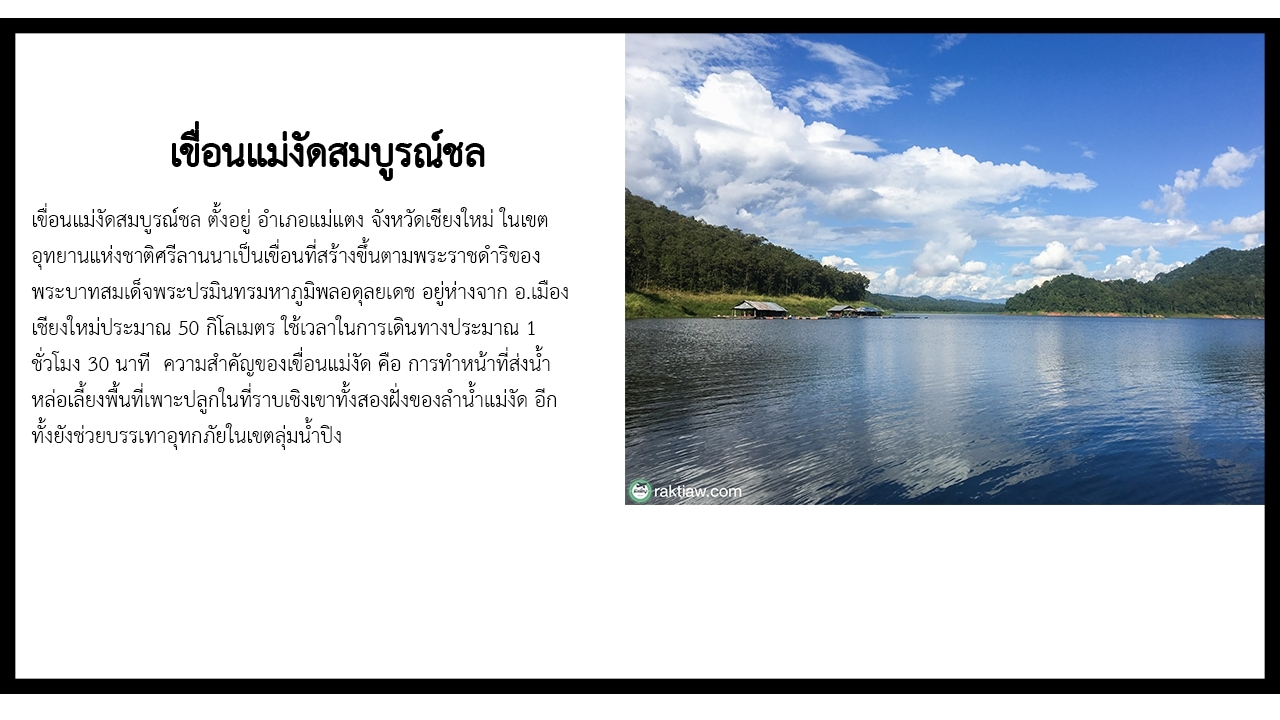 เขื่อนแม่งัดสมบูรณ์ชล
เขื่อนแม่งัดสมบูรณ์ชล ตั้งอยู่ อำเภอแม่แตง จังหวัดเชียงใหม่ ในเขต
อุทยานแห่งชาติศรีลานนาเป็นเขื่อนที่สร้างขึ้นตามพระราชดำริของ
พระบาทสมเด็จพระปรมินทรมหาภูมิพลอดุลยเดช อยู่ห่างจาก อ.เมือง
เชียงใหม่ประมาณ 50 กิโลเมตร ใช้เวลาในการเดินทางประมาณ 1
ชั่วโมง 30 นาที  ความสำคัญของเขื่อนแม่งัด คือ การทำหน้าที่ส่งน้ำ
หล่อเลี้ยงพื้นที่เพาะปลูกในที่ราบเชิงเขาทั้งสองฝั่งของลำน้ำแม่งัด อีก
ทั้งยังช่วยบรรเทาอุทกภัยในเขตลุ่มน้ำปิง
raktiaw.com